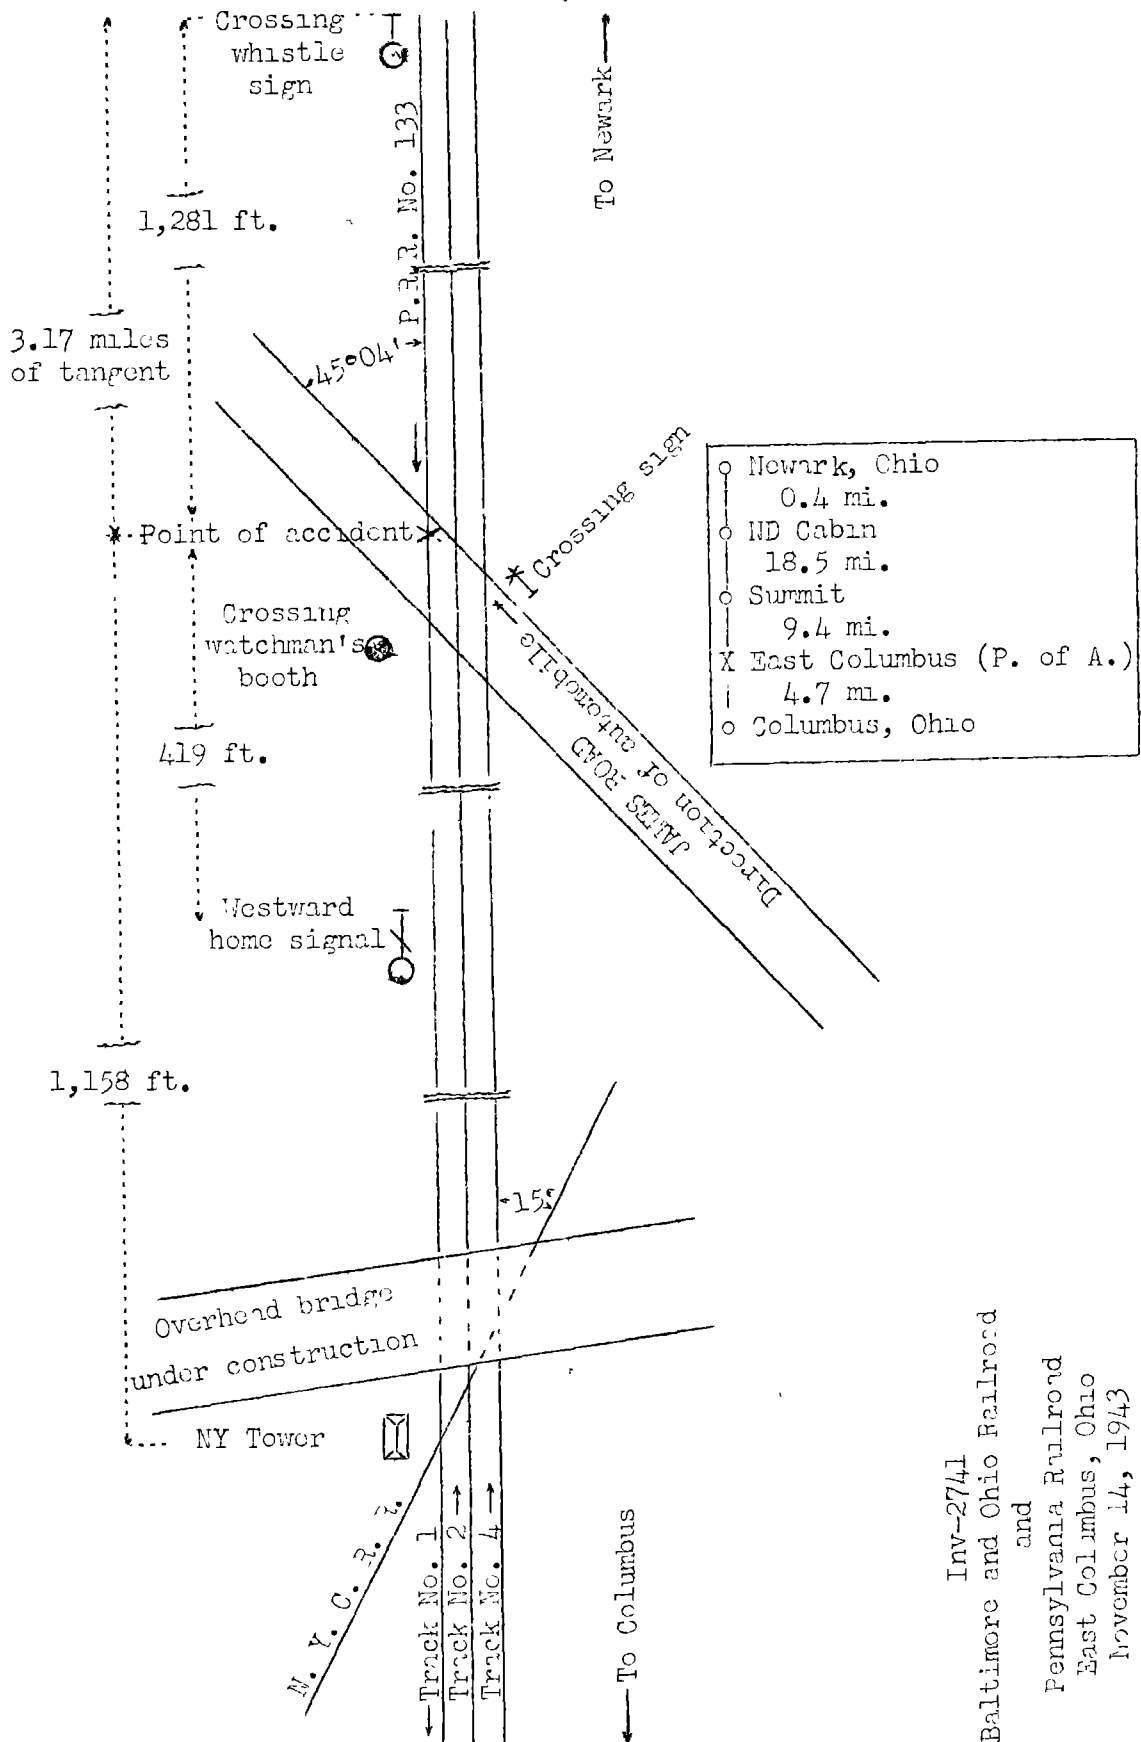 Crossing
whistle
sign
To Newark
P.R.R. No. 133
1,281 ft.
3.17 miles
of tangent
45°04'
Crossing sign
Point of accident
Newark, Ohio
0.4 mi.
ND Cabin
18.5 mi.
Summit
9.4 mi.
X East Columbus (P. of A.)
4.7 mi.
Columbus, Ohio
Crossing
watchman's
booth
Direction of automobile
JAMES ROAD
419 ft.
Westward
home signal
1,158 ft.
15°
Overhead bridge
under construction
NY Tower
N. Y. C. R. R.
Track No. 1
Track No. 2
Track No. 4
To Columbus
Inv-2741
Baltimore and Ohio Railroad
and
Pennsylvania Railroad
East Columbus, Ohio
November 14, 1943